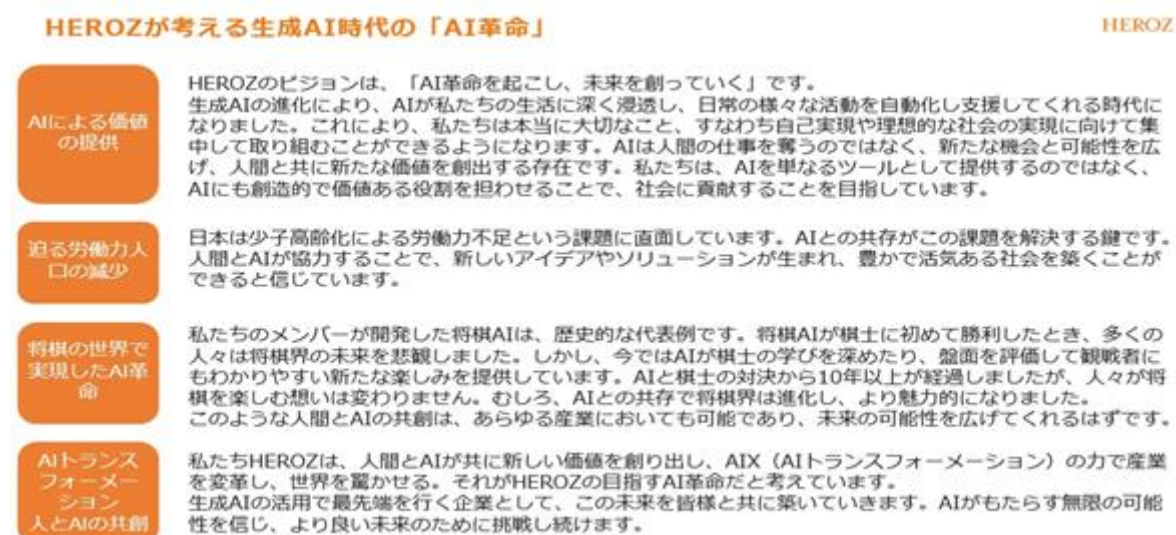 HEROZが考える生成AI時代の「AI革命」
HEROZ
AIによる価値
の提供
HEROZのビジョンは、「AI革命を起こし、未来を創っていく」です。
生成AIの進化により、AIが私たちの生活に深く浸透し、日常の様々な活動を自動化し支援してくれる時代に
なりました。これにより、私たちは本当に大切なこと、すなわち自己実現や理想的な社会の実現に向けて集
中して取り組むことができるようになります。AIは人間の仕事を奪うのではなく、新たな機会と可能性を広
げ、人間と共に新たな価値を創出する存在です。私たちは、AIを単なるツールとして提供するのではなく、
AIにも創造的で価値ある役割を担わせることで、社会に貢献することを目指しています。
迫る労働力人
口の減少
日本は少子高齢化による労働力不足という課題に直面しています。AIとの共存がこの課題を解決する鍵です。
人間とAIが協力することで、新しいアイデアやソリューションが生まれ、豊かで活気ある社会を築くことが
できると信じています。
将棋の世界で
実現したAI革
命
私たちのメンバーが開発した将棋AIは、歴史的な代表例です。将棋AIが棋士に初めて勝利したとき、多くの
人々は将棋界の未来を悲観しました。しかし、今ではAIが棋士の学びを深めたり、盤面を評価して観戦者に
もわかりやすい新たな楽しみを提供しています。AIと棋士の対決から10年以上が経過しましたが、人々が将
棋を楽しむ想いは変わりません。むしろ、AIとの共存で将棋界は進化し、より魅力的になりました。
このような人間とAIの共創は、あらゆる産業においても可能であり、未来の可能性を広げてくれるはずです。
AIトランス
フォーメー
ション
人とAIの共創
私たちHEROZは、人間とAIが共に新しい価値を創り出し、AIX（AIトランスフォーメーション）の力で産業
を変革し、世界を驚かせる。それがHEROZの目指すAI革命だと考えています。
生成AIの活用で最先端を行く企業として、この未来を皆様と共に築いていきます。AIがもたらす無限の可能
性を信じ、より良い未来のために挑戦し続けます。